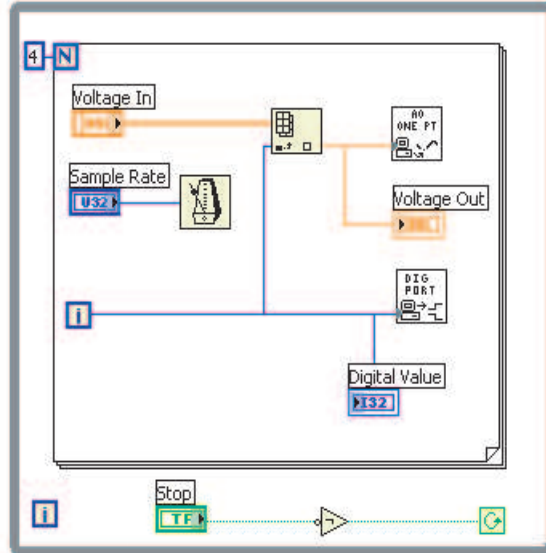 4 N
Voltage In
AO
ONE PT
Sample Rate
U32
Voltage Out
DIG
PORT
i
Digital Value
I32
Stop
i
TF